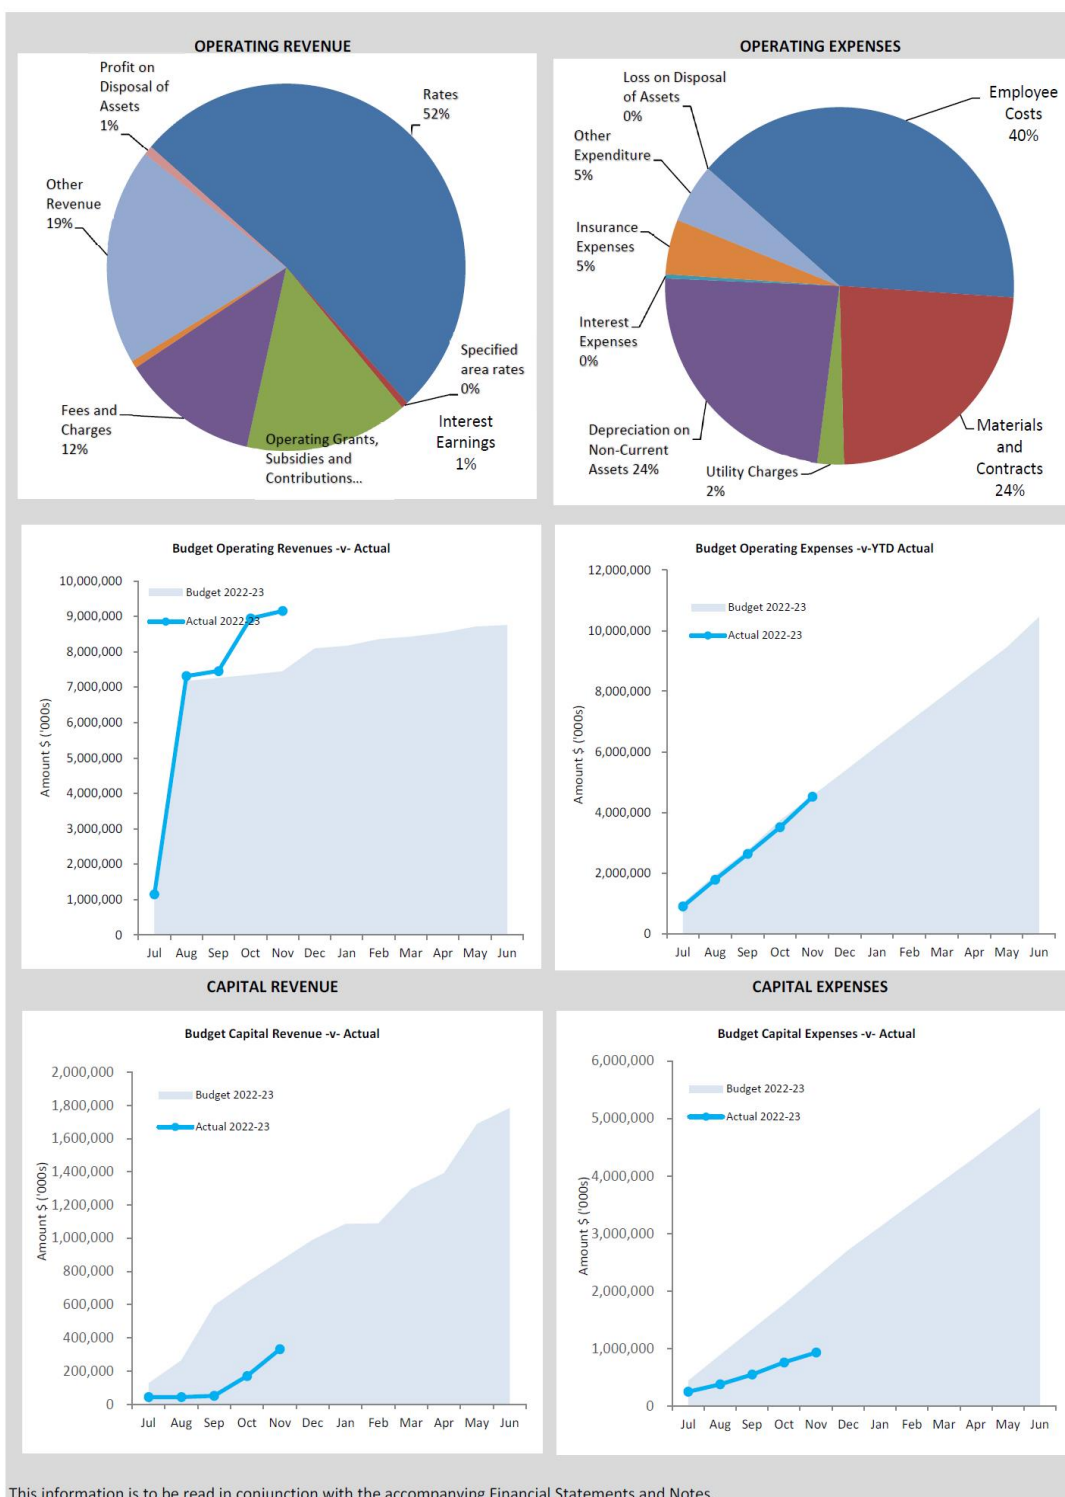 OPERATING REVENUE
Profit on
Disposal of
Assets
1%
Rates
52%
Other
Revenue
19%
Specified
area rates
0%
Fees and
Charges
12%
Interest
Earnings
1%
Operating Grants,
Subsidies and
Contributions...
OPERATING EXPENSES
Loss on Disposal
of Assets
0%
Employee
Costs
40%
Other
Expenditure
5%
Insurance
Expenses
5%
Interest
Expenses
0%
Depreciation on
Non-Current
Assets 24%
Utility Charges
2%
Materials
and
Contracts
24%
Budget Operating Revenues -v- Actual
Budget 2022-23
Actual 2022-23
Amount $ ('000s)
10,000,000
9,000,000
8,000,000
7,000,000
6,000,000
5,000,000
4,000,000
3,000,000
2,000,000
1,000,000
0
Jul Aug Sep Oct Nov Dec Jan Feb Mar Apr May Jun
Budget Operating Expenses -v-YTD Actual
Budget 2022-23
Actual 2022-23
Amount $ ('000s)
12,000,000
10,000,000
8,000,000
6,000,000
4,000,000
2,000,000
0
Jul Aug Sep Oct Nov Dec Jan Feb Mar Apr May Jun
CAPITAL REVENUE
Budget Capital Revenue -v- Actual
Budget 2022-23
Actual 2022-23
Amount $ ('000s)
2,000,000
1,800,000
1,600,000
1,400,000
1,200,000
1,000,000
800,000
600,000
400,000
200,000
0
Jul Aug Sep Oct Nov Dec Jan Feb Mar Apr May Jun
CAPITAL EXPENSES
Budget Capital Expenses -v- Actual
Budget 2022-23
Actual 2022-23
Amount $ ('000s)
6,000,000
5,000,000
4,000,000
3,000,000
2,000,000
1,000,000
0
Jul Aug Sep Oct Nov Dec Jan Feb Mar Apr May Jun
This information is to be read in conjunction with the accompanying Financial Statements and Notes